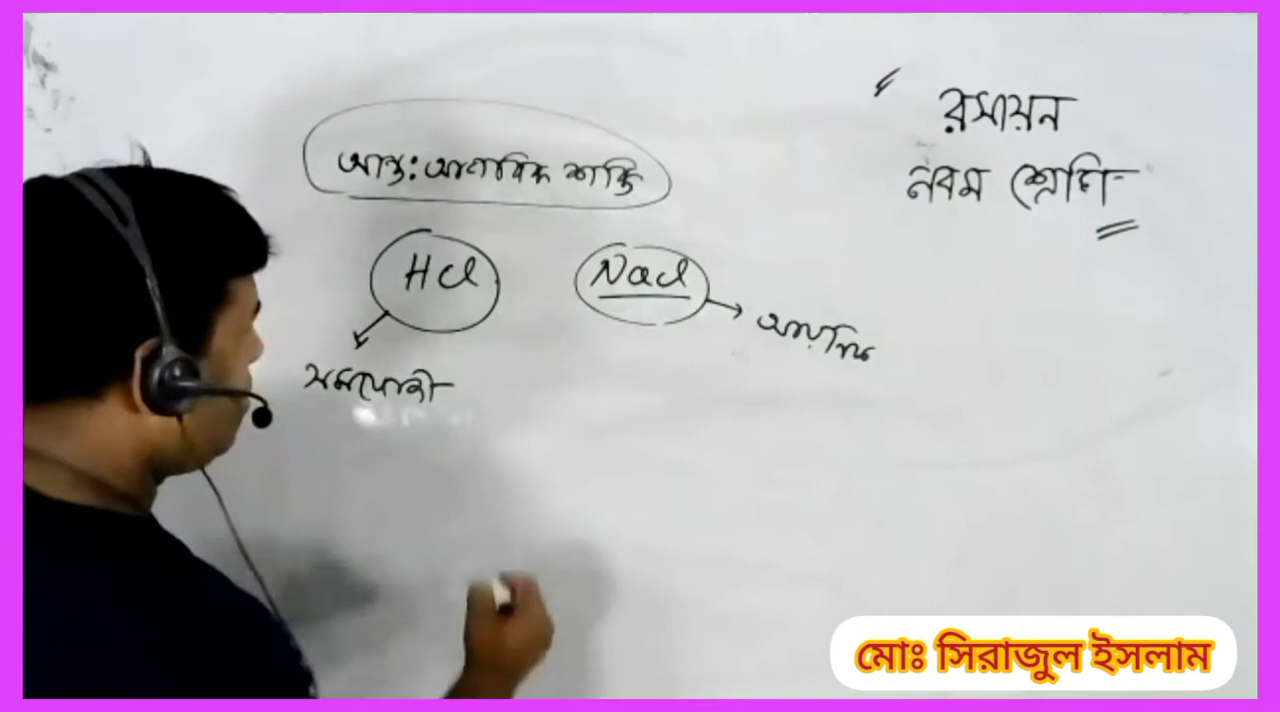 রসায়ন
নবম শ্রেণি
আন্ত:আণবিক শক্তি
HCl
NaCl
আয়নিক
সমযোজী
মোঃ সিরাজুল ইসলাম